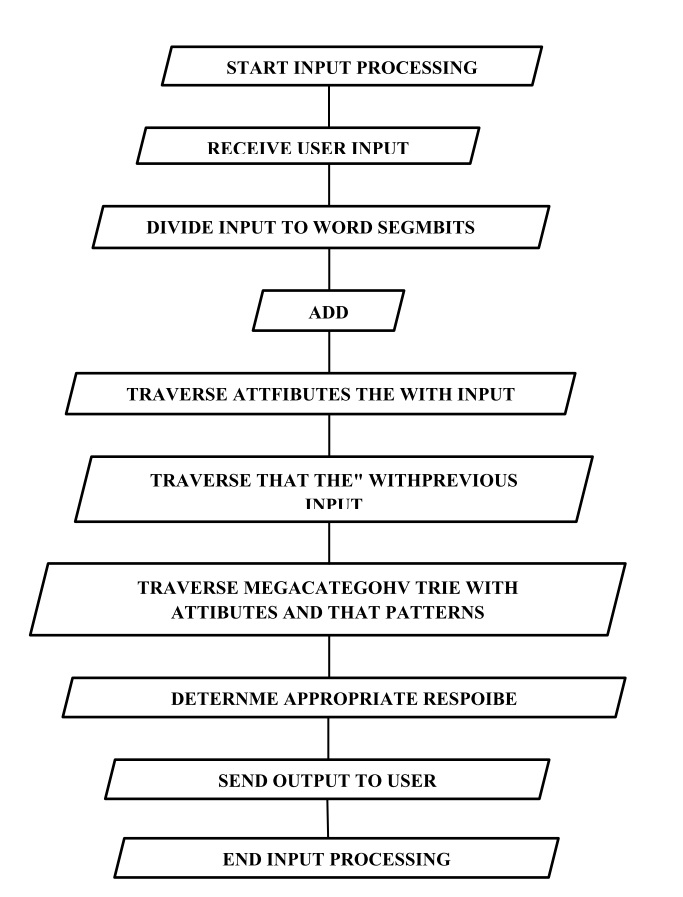 START INPUT PROCESSING
RECEIVE USER INPUT
DIVIDE INPUT TO WORD SEGMBITS
ADD
TRAVERSE ATTFIBUTES THE WITH INPUT
TRAVERSE THAT THE" WITHPREVIOUS
INPUT
TRAVERSE MEGACATEGOHV TRIE WITH
ATTIBUTES AND THAT PATTERNS
DETERNME APPROPRIATE RESPOIBE
SEND OUTPUT TO USER
END INPUT PROCESSING